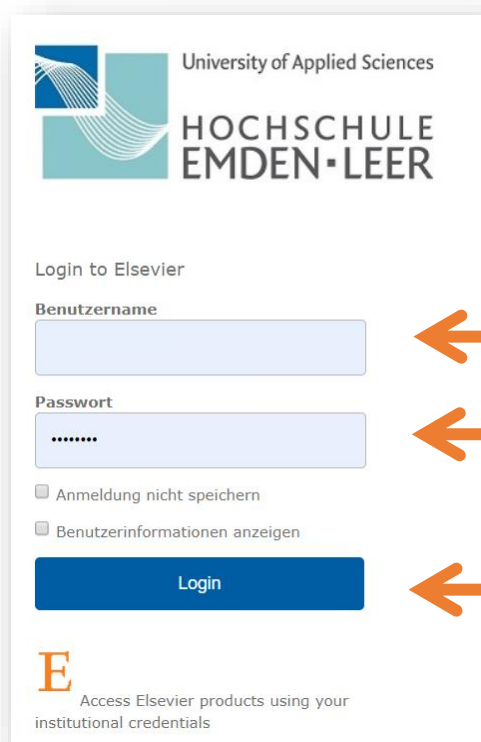 University of Applied Sciences
HOCHSCHULE
EMDEN▪LEER
Login to Elsevier
Benutzername
Passwort
••••••••
Anmeldung nicht speichern
Benutzerinformationen anzeigen
Login
E
Access Elsevier products using your
institutional credentials